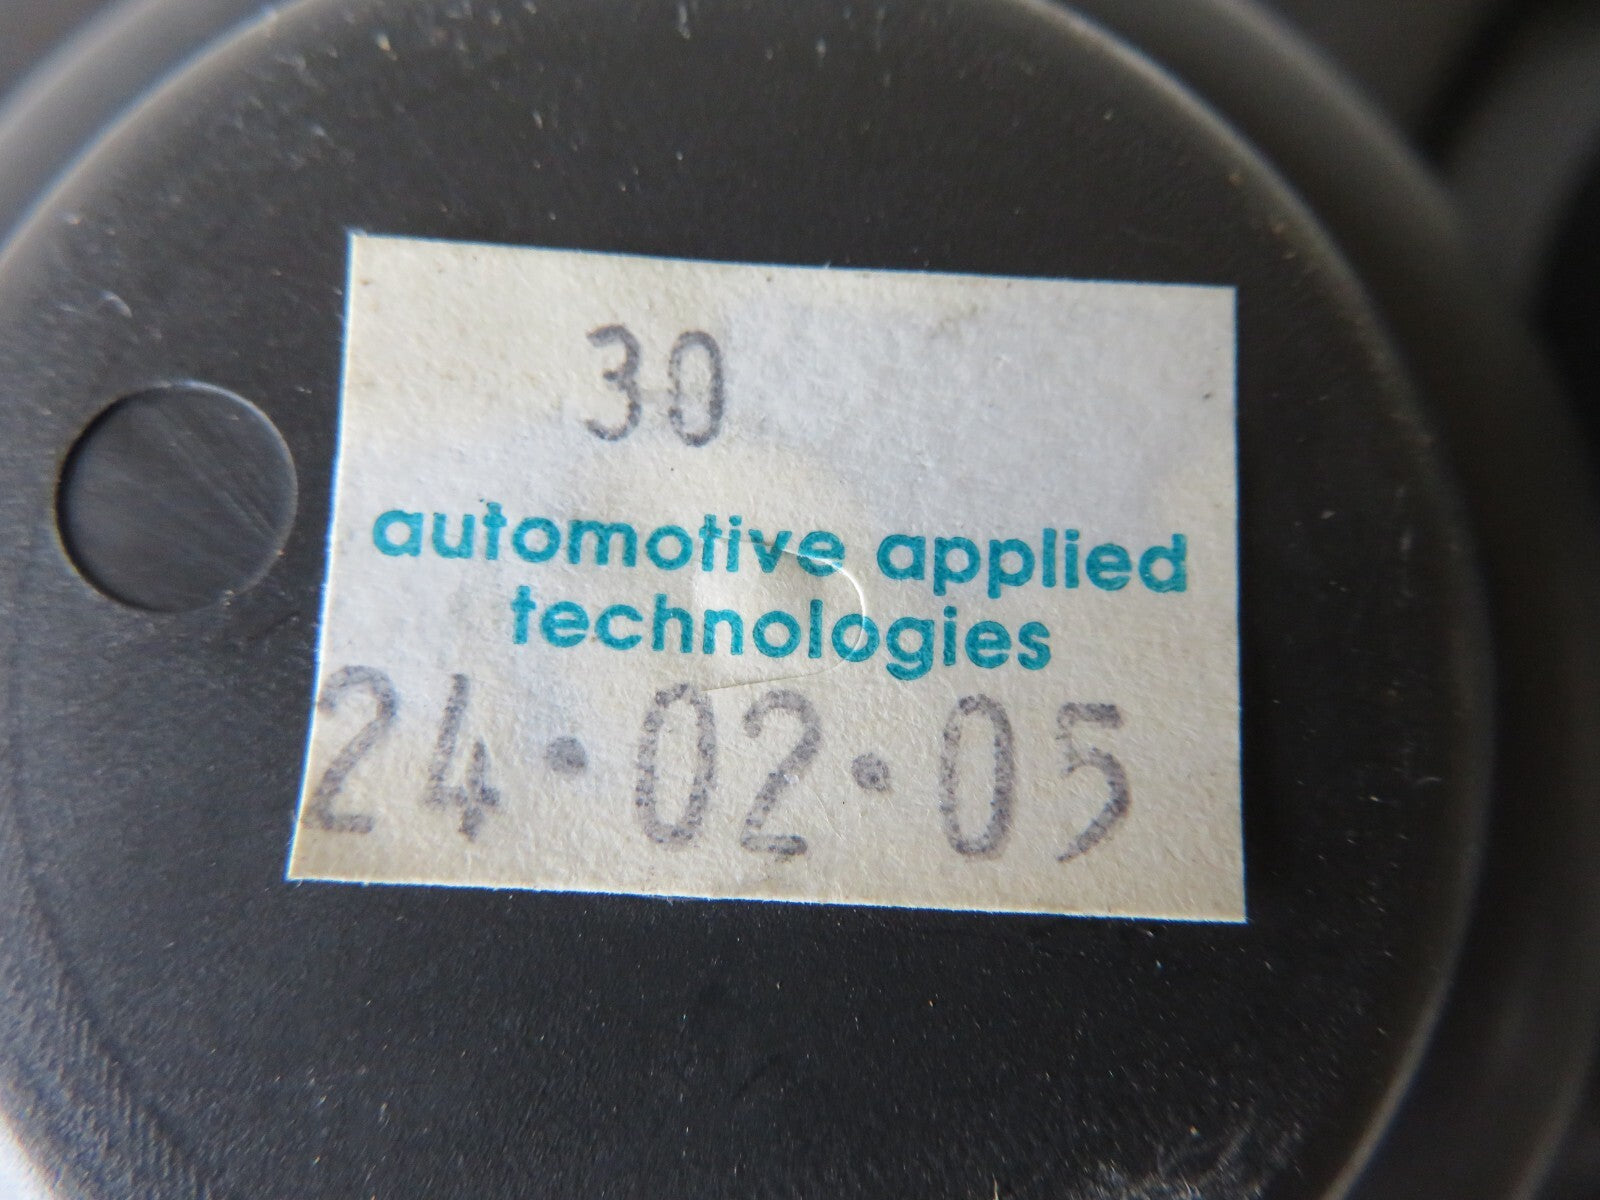 30
automotive applied
technologies
24·02·05